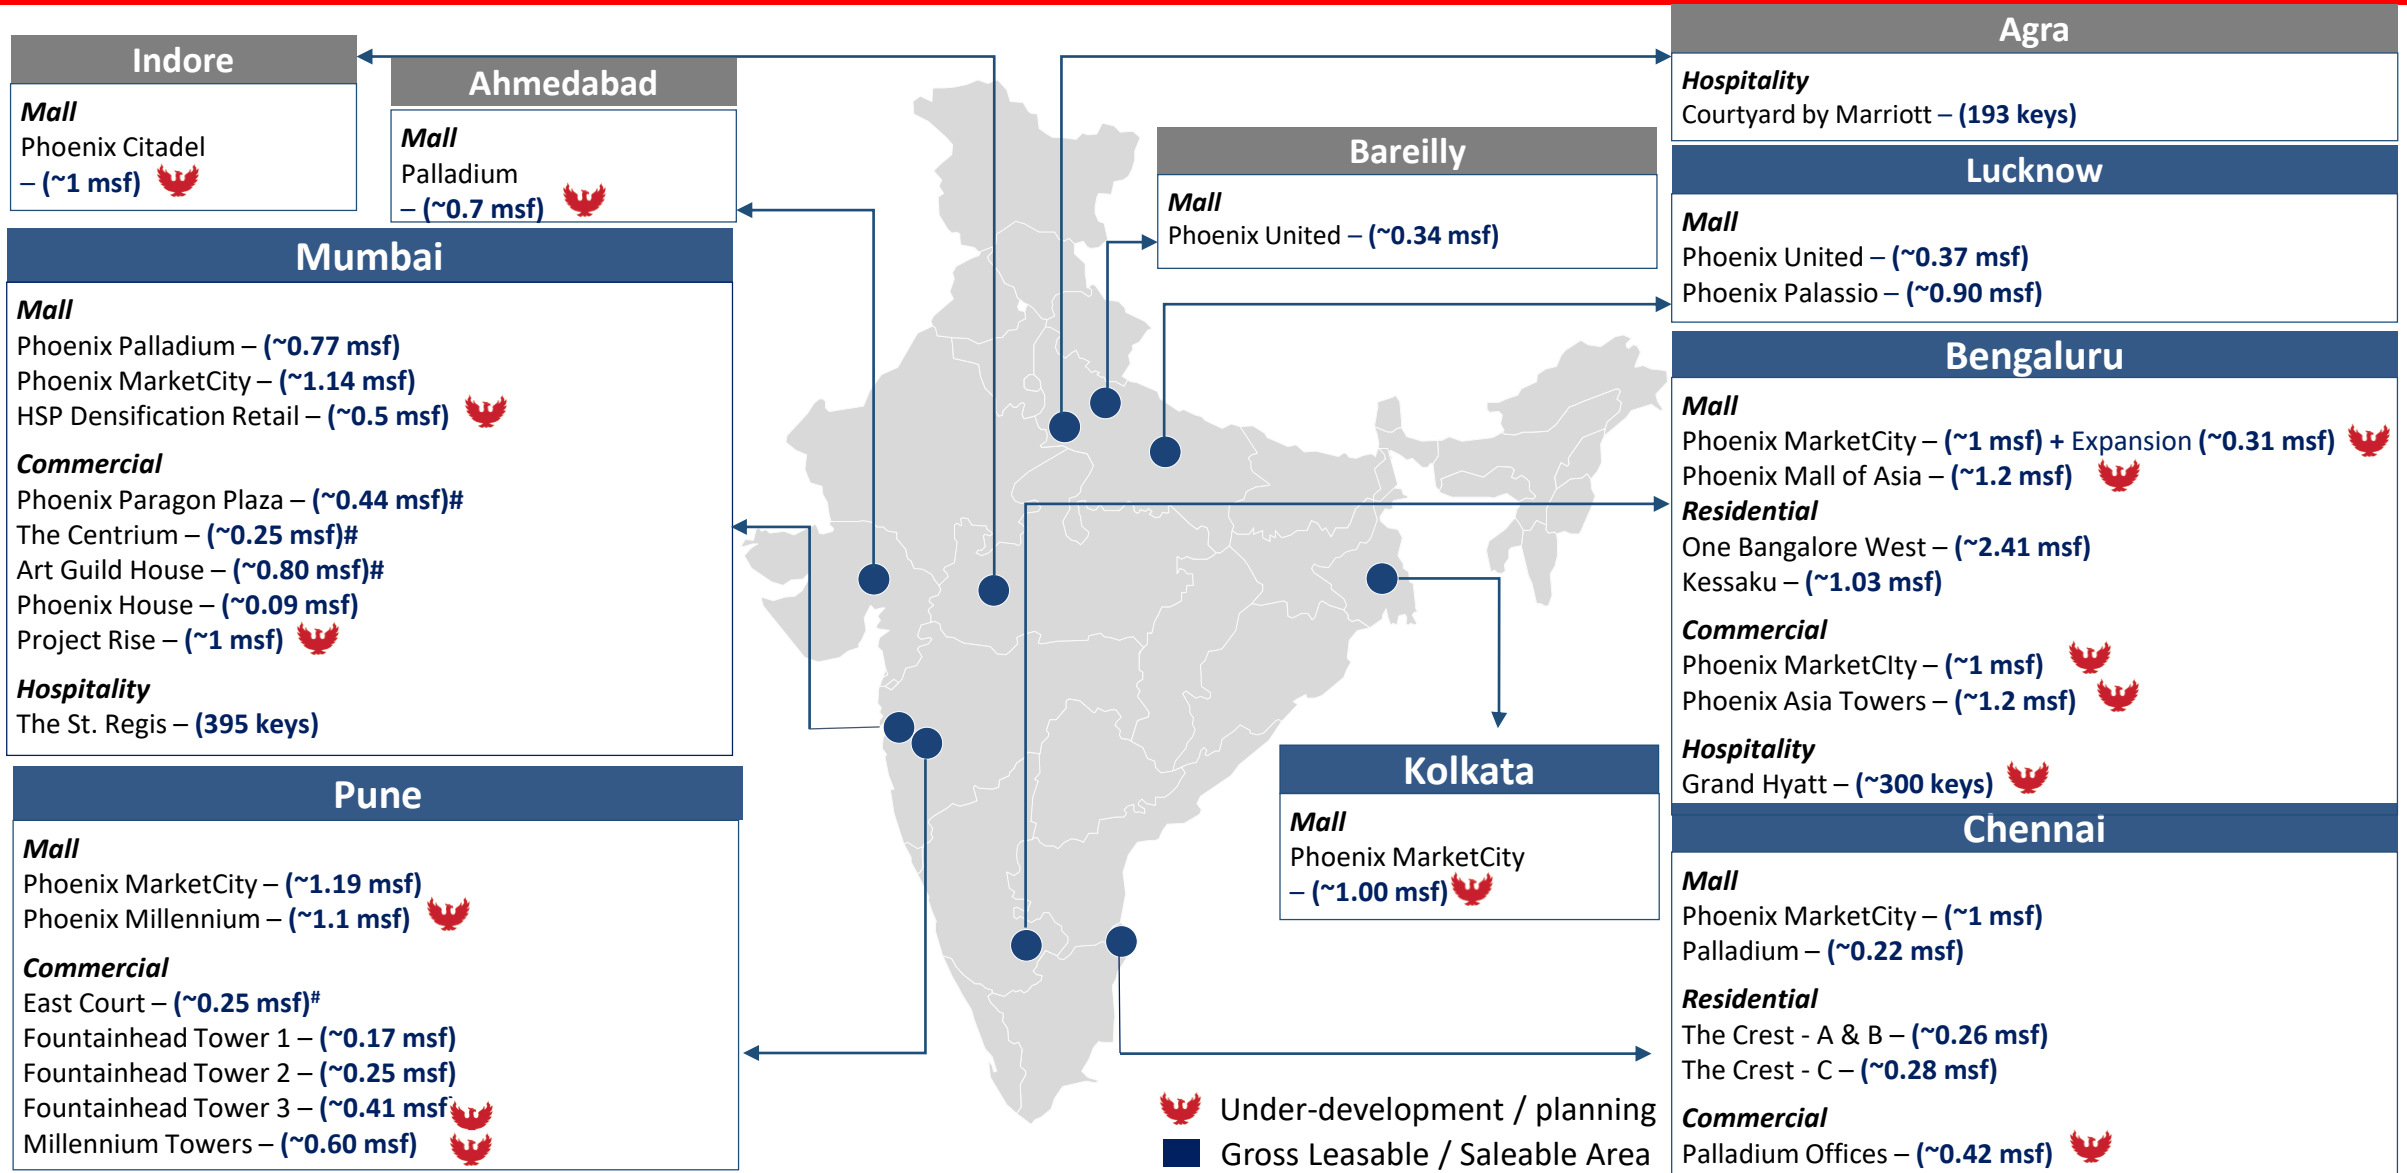 Indore
Mall
Phoenix Citadel
– (~1 msf)
Ahmedabad
Mall
Palladium
– (~0.7 msf)
Mumbai
Mall
Phoenix Palladium – (~0.77 msf)
Phoenix MarketCity – (~1.14 msf)
HSP Densification Retail – (~0.5 msf)
Commercial
Phoenix Paragon Plaza – (~0.44 msf)#
The Centrium – (~0.25 msf)#
Art Guild House – (~0.80 msf)#
Phoenix House – (~0.09 msf)
Project Rise – (~1 msf)
Hospitality
The St. Regis – (395 keys)
Pune
Mall
Phoenix MarketCity – (~1.19 msf)
Phoenix Millennium – (~1.1 msf)
Commercial
East Court – (~0.25 msf)#
Fountainhead Tower 1 – (~0.17 msf)
Fountainhead Tower 2 – (~0.25 msf)
Fountainhead Tower 3 – (~0.41 msf)
Millennium Towers – (~0.60 msf)
Bareilly
Mall
Phoenix United – (~0.34 msf)
Kolkata
Mall
Phoenix MarketCity
– (~1.00 msf)
Under-development / planning
Gross Leasable / Saleable Area
Agra
Hospitality
Courtyard by Marriott – (193 keys)
Lucknow
Mall
Phoenix United – (~0.37 msf)
Phoenix Palassio – (~0.90 msf)
Bengaluru
Mall
Phoenix MarketCity – (~1 msf) + Expansion (~0.31 msf)
Phoenix Mall of Asia – (~1.2 msf)
Residential
One Bangalore West – (~2.41 msf)
Kessaku – (~1.03 msf)
Commercial
Phoenix MarketCIty – (~1 msf)
Phoenix Asia Towers – (~1.2 msf)
Hospitality
Grand Hyatt – (~300 keys)
Chennai
Mall
Phoenix MarketCity – (~1 msf)
Palladium – (~0.22 msf)
Residential
The Crest - A & B – (~0.26 msf)
The Crest - C – (~0.28 msf)
Commercial
Palladium Offices – (~0.42 msf)